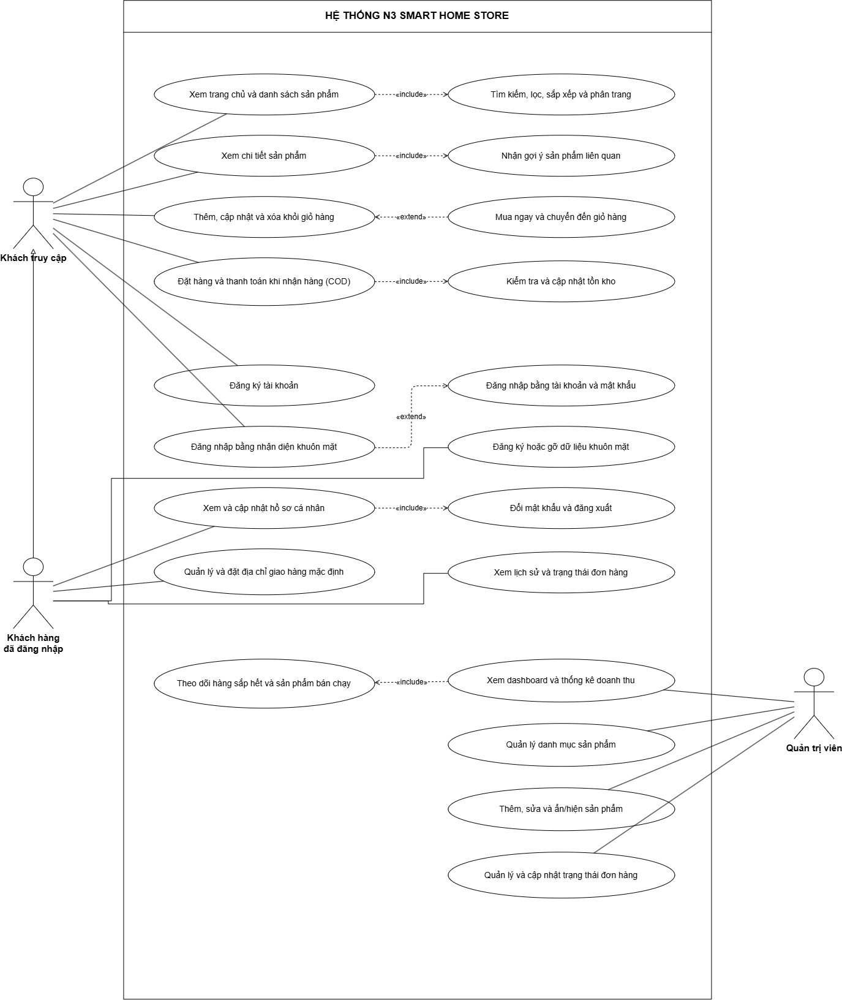 HỆ THỐNG N3 SMART HOME STORE
Xem trang chủ và danh sách sản phẩm
«include»
Tìm kiếm, lọc, sắp xếp và phân trang
Xem chi tiết sản phẩm
«include»
Nhận gợi ý sản phẩm liên quan
Thêm, cập nhật và xóa khỏi giỏ hàng
«extend»
Mua ngay và chuyển đến giỏ hàng
Khách truy cập
Đặt hàng và thanh toán khi nhận hàng (COD)
«include»
Kiểm tra và cập nhật tồn kho
Đăng ký tài khoản
Đăng nhập bằng tài khoản và mật khẩu
«extend»
Đăng nhập bằng nhận diện khuôn mặt
Đăng ký hoặc gỡ dữ liệu khuôn mặt
Xem và cập nhật hồ sơ cá nhân
«include»
Đổi mật khẩu và đăng xuất
Quản lý và đặt địa chỉ giao hàng mặc định
Xem lịch sử và trạng thái đơn hàng
Khách hàng
đã đăng nhập
Theo dõi hàng sắp hết và sản phẩm bán chạy
«include»
Xem dashboard và thống kê doanh thu
Quản lý danh mục sản phẩm
Quản trị viên
Thêm, sửa và ẩn/hiện sản phẩm
Quản lý và cập nhật trạng thái đơn hàng